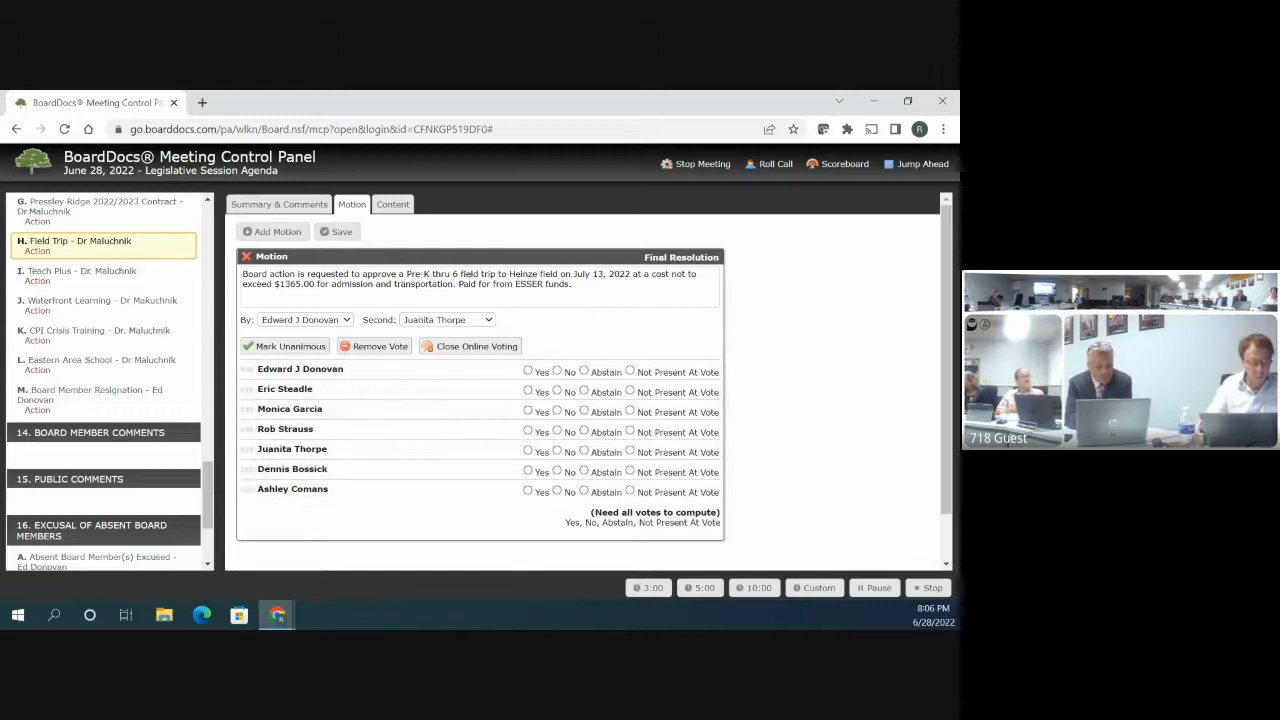 BoardDocs® Meeting Control Pa
go.boarddocs.com/pa/wlkn/Board.nsf/mcp?open&login&id=CFNKGP519DF0#
R
BoardDocs® Meeting Control Panel
June 28, 2022 - Legislative Session Agenda
Stop Meeting
Roll Call
Scoreboard
Jump Ahead
G. Pressley Ridge 2022/2023 Contract -
Dr.Maluchnik
Action
H. Field Trip - Dr Maluchnik
Action
I. Teach Plus - Dr. Maluchnik
Action
J. Waterfront Learning - Dr Makuchnik
Action
K. CPI Crisis Training - Dr. Maluchnik
Action
L. Eastern Area School - Dr Maluchnik
Action
M. Board Member Resignation - Ed
Donovan
Action
14. BOARD MEMBER COMMENTS
15. PUBLIC COMMENTS
16. EXCUSAL OF ABSENT BOARD
MEMBERS
A. Absent Board Member(s) Excused -
Ed Donovan
Summary & Comments
Motion
Content
Add Motion
Save
Motion
Final Resolution
Board action is requested to approve a Pre-K thru 6 field trip to Heinze field on July 13, 2022 at a cost not to
exceed $1365.00 for admission and transportation. Paid for from ESSER funds.
By: Edward J Donovan Second: Juanita Thorpe
Mark Unanimous
Remove Vote
Close Online Voting
Edward J Donovan Yes No Abstain Not Present At Vote
Eric Steadle Yes No Abstain Not Present At Vote
Monica Garcia Yes No Abstain Not Present At Vote
Rob Strauss Yes No Abstain Not Present At Vote
Juanita Thorpe Yes No Abstain Not Present At Vote
Dennis Bossick Yes No Abstain Not Present At Vote
Ashley Comans Yes No Abstain Not Present At Vote
(Need all votes to compute)
Yes, No, Abstain, Not Present At Vote
3:00
5:00
10:00
Custom
Pause
Stop
8:06 PM
6/28/2022
718 Guest